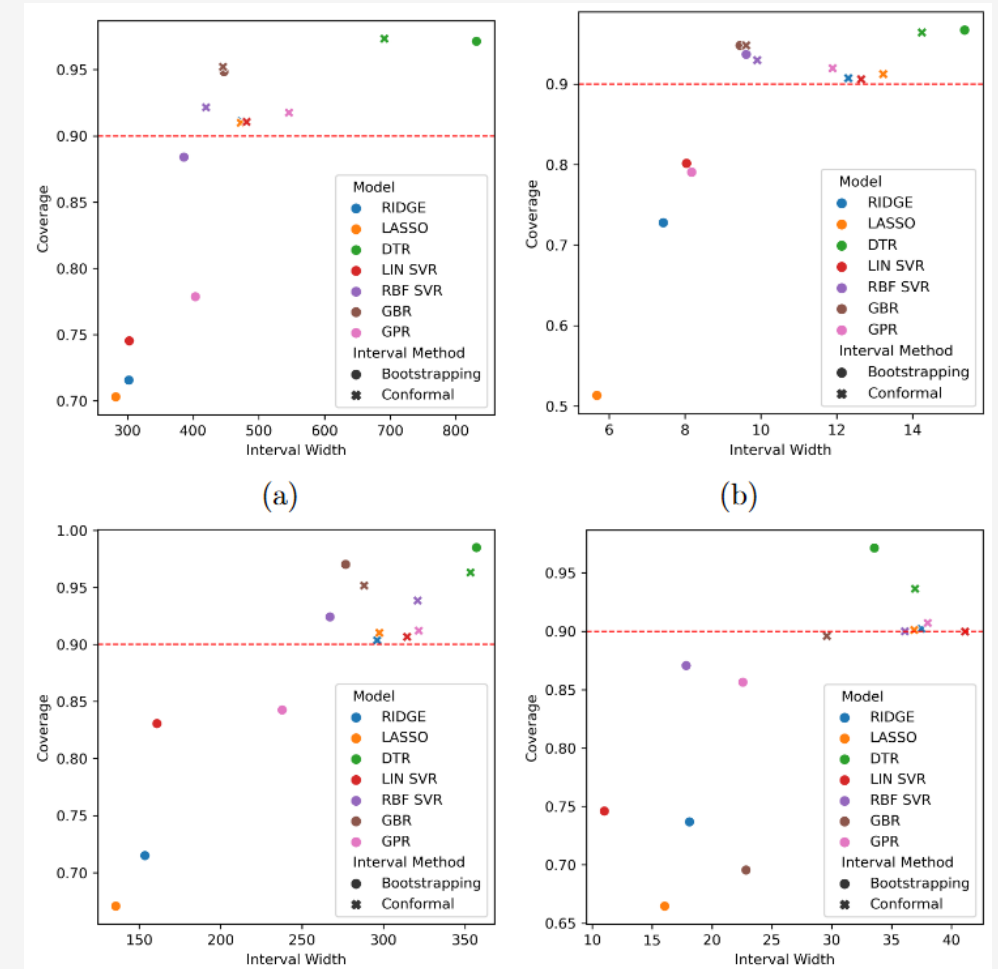 0.95
0.90
0.85
0.80
0.75
0.70
Coverage
Model
RIDGE
LASSO
DTR
LIN SVR
RBF SVR
GBR
GPR
Interval Method
Bootstrapping
Conformal
300 400 500 600 700 800
Interval Width
(a)
0.9
0.8
0.7
0.6
0.5
Coverage
Model
RIDGE
LASSO
DTR
LIN SVR
RBF SVR
GBR
GPR
Interval Method
Bootstrapping
Conformal
6 8 10 12 14
Interval Width
(b)
1.00
0.95
0.90
0.85
0.80
0.75
0.70
Coverage
Model
RIDGE
LASSO
DTR
LIN SVR
RBF SVR
GBR
GPR
Interval Method
Bootstrapping
Conformal
150 200 250 300 350
Interval Width
0.95
0.90
0.85
0.80
0.75
0.70
0.65
Coverage
Model
RIDGE
LASSO
DTR
LIN SVR
RBF SVR
GBR
GPR
Interval Method
Bootstrapping
Conformal
10 15 20 25 30 35 40
Interval Width